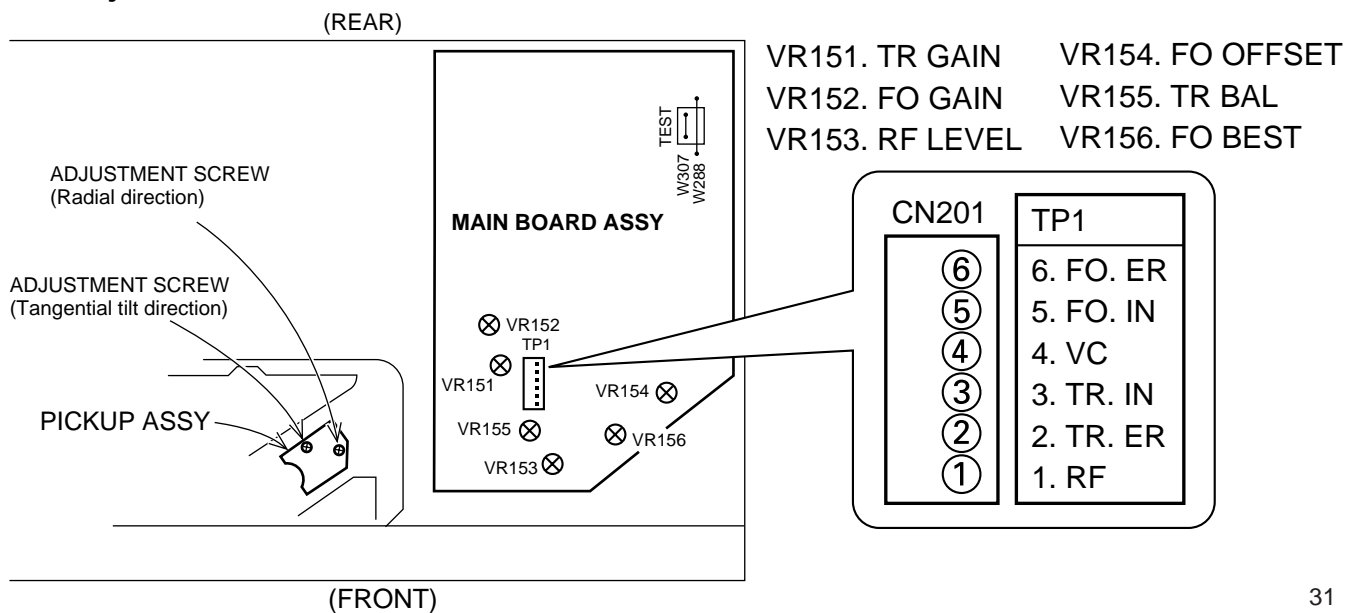 (REAR)
VR151. TR GAIN
VR152. FO GAIN
VR153. RF LEVEL
VR154. FO OFFSET
VR155. TR BAL
VR156. FO BEST
TEST
W307
W288
ADJUSTMENT SCREW
(Radial direction)
MAIN BOARD ASSY
ADJUSTMENT SCREW
(Tangential tilt direction)
PICKUP ASSY
VR152
TP1
VR151
VR154
VR155
VR156
VR153
CN201
6
5
4
3
2
1
TP1
6. FO. ER
5. FO. IN
4. VC
3. TR. IN
2. TR. ER
1. RF
(FRONT)
31